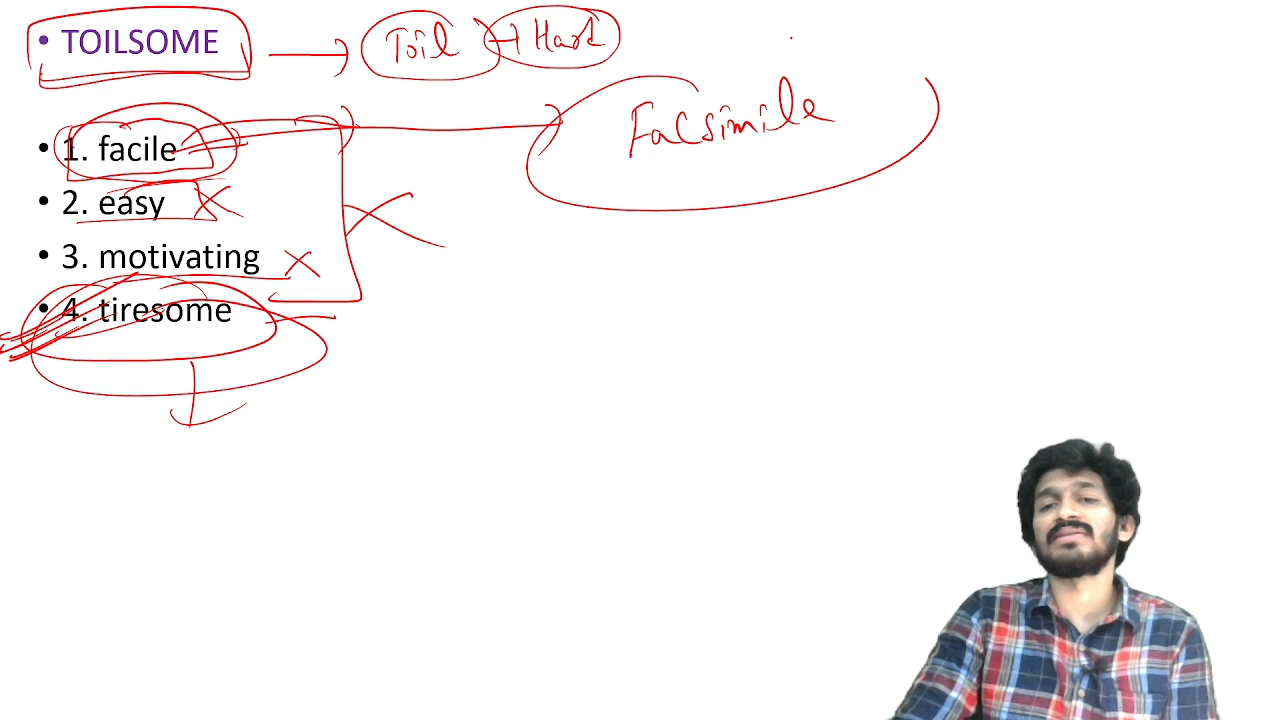 • TOILSOME Toil → Hard
Facsimile
• 1. facile
• 2. easy
• 3. motivating
• 4. tiresome